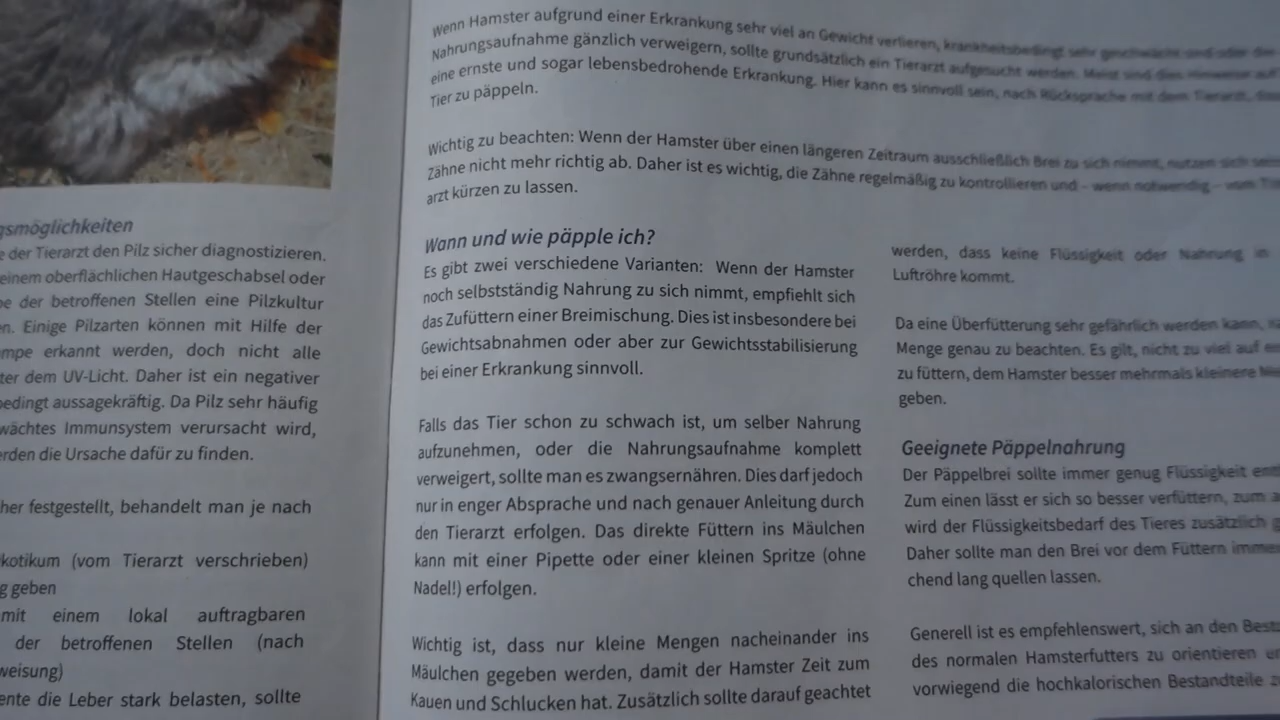 gsmöglichkeiten
der Tierarzt den Pilz sicher diagnostizieren.
einem oberflächlichen Hautgeschabsel oder
der betroffenen Stellen eine Pilzkultur
Einige Pilzarten können mit Hilfe der
erkannt werden, doch nicht alle
dem UV-Licht. Daher ist ein negativer
aussagekräftig. Da Pilz sehr häufig
Immunsystem verursacht wird,
die Ursache dafür zu finden.
festgestellt, behandelt man je nach
(vom Tierarzt verschrieben)
geben
mit einem lokal auftragbaren
der betroffenen Stellen (nach
die Leber stark belasten, sollte
Wenn Hamster aufgrund einer Erkrankung sehr viel an Gewicht verlieren, krankheitsbedingt sehr geschwächt sind oder die
Nahrungsaufnahme gänzlich verweigern, sollte grundsätzlich ein Tierarzt aufgesucht werden. Meist sind dies Hinweise auf
eine ernste und sogar lebensbedrohende Erkrankung. Hier kann es sinnvoll sein, nach Rücksprache mit dem Tierarzt, das
Tier zu päppeln.
Wichtig zu beachten: Wenn der Hamster über einen längeren Zeitraum ausschließlich Brei zu sich nimmt, nutzen sich
Zähne nicht mehr richtig ab. Daher ist es wichtig, die Zähne regelmäßig zu kontrollieren und – wenn notwendig – vom
arzt kürzen zu lassen.
Wann und wie päpple ich?
Es gibt zwei verschiedene Varianten: Wenn der Hamster
noch selbstständig Nahrung zu sich nimmt, empfiehlt sich
das Zufüttern einer Breimischung. Dies ist insbesondere bei
Gewichtsabnahmen oder aber zur Gewichtsstabilisierung
bei einer Erkrankung sinnvoll.
Falls das Tier schon zu schwach ist, um selber Nahrung
aufzunehmen, oder die Nahrungsaufnahme komplett
verweigert, sollte man es zwangsernähren. Dies darf jedoch
nur in enger Absprache und nach genauer Anleitung durch
den Tierarzt erfolgen. Das direkte Füttern ins Mäulchen
kann mit einer Pipette oder einer kleinen Spritze (ohne
Nadel!) erfolgen.
Wichtig ist, dass nur kleine Mengen nacheinander ins
Mäulchen gegeben werden, damit der Hamster Zeit zum
Kauen und Schlucken hat. Zusätzlich sollte darauf geachtet
werden, dass keine Flüssigkeit oder Nahrung in
Luftröhre kommt.
Da eine Überfütterung sehr gefährlich werden kann,
Menge genau zu beachten. Es gilt, nicht zu viel auf
zu füttern, dem Hamster besser mehrmals kleinere
geben.
Geeignete Päppelnahrung
Der Päppelbrei sollte immer genug Flüssigkeit
Zum einen lässt er sich so besser verfüttern, zum
wird der Flüssigkeitsbedarf des Tieres zusätzlich
Daher sollte man den Brei vor dem Füttern
chend lang quellen lassen.
Generell ist es empfehlenswert, sich an den
des normalen Hamsterfutters zu orientieren
vorwiegend die hochkalorischen Bestandteile